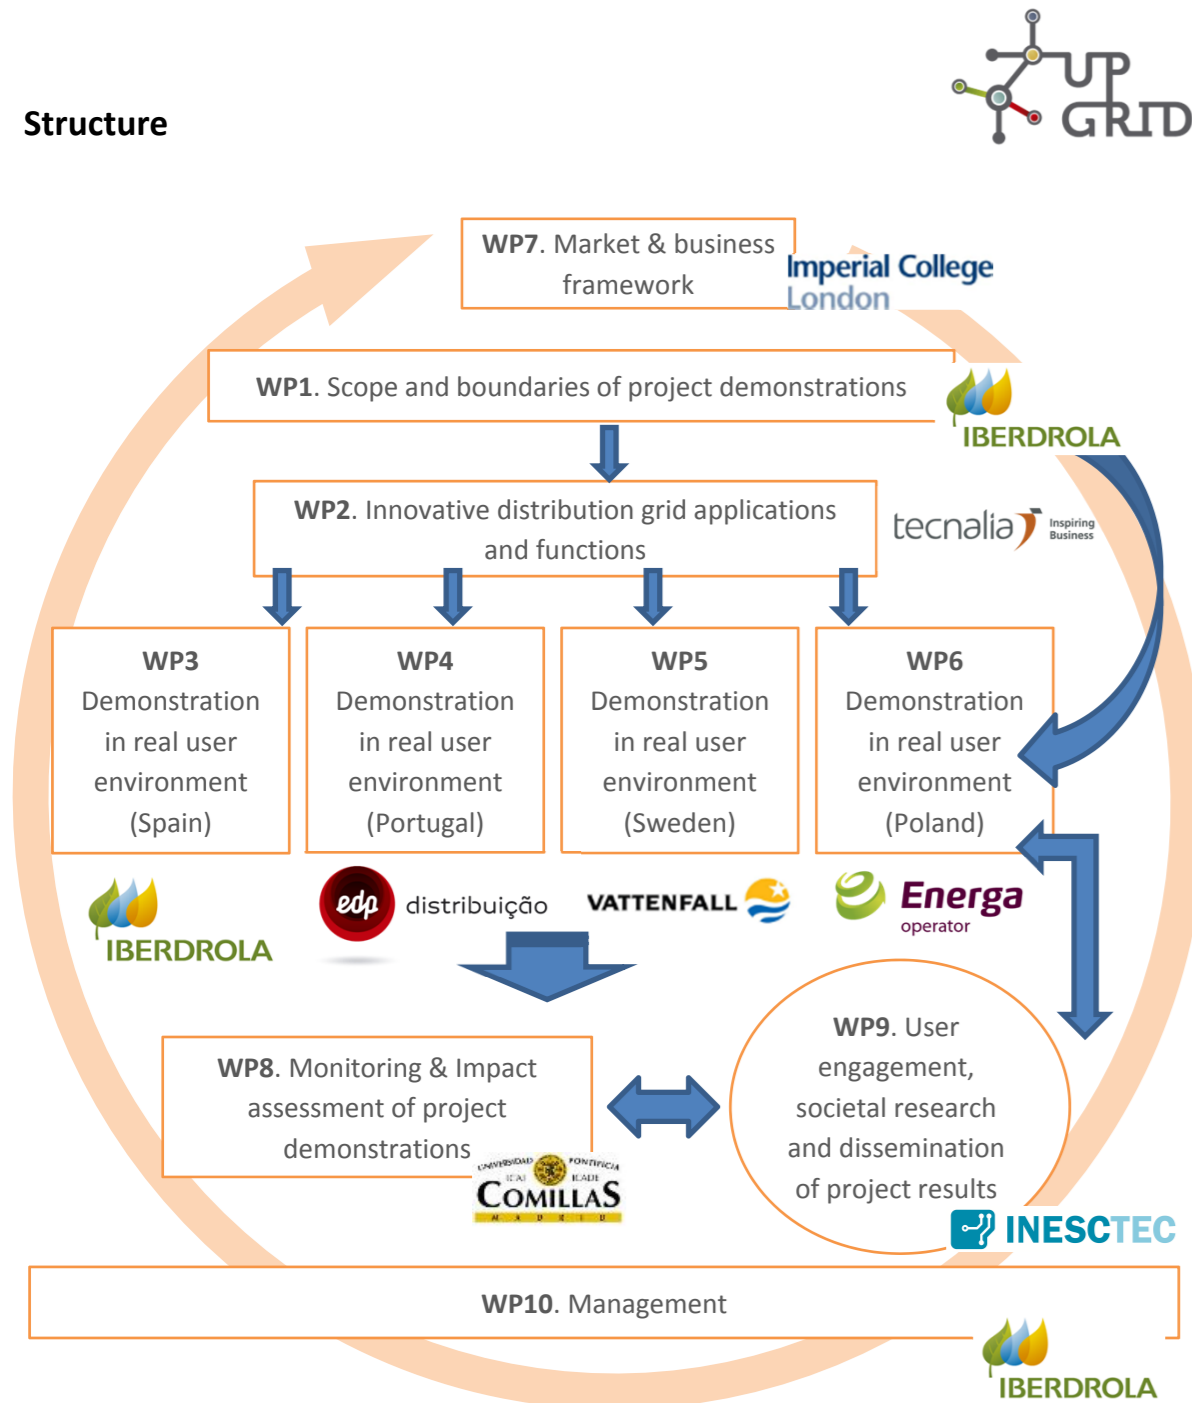 UP
GRID
Structure
WP7. Market & business
framework
Imperial College
London
WP1. Scope and boundaries of project demonstrations
IBERDROLA
WP2. Innovative distribution grid applications
and functions
tecnalia Inspiring
Business
WP3
Demonstration
in real user
environment
(Spain)
WP4
Demonstration
in real user
environment
(Portugal)
WP5
Demonstration
in real user
environment
(Sweden)
WP6
Demonstration
in real user
environment
(Poland)
IBERDROLA
edp distribuição
VATTENFALL
Energa
operator
WP8. Monitoring & Impact
assessment of project
demonstrations
UNIVERSIDAD PONTIFICIA
ICAI ICADE
COMILLAS
MADRID
WP9. User
engagement,
societal research
and dissemination
of project results
INESCTEC
WP10. Management
IBERDROLA